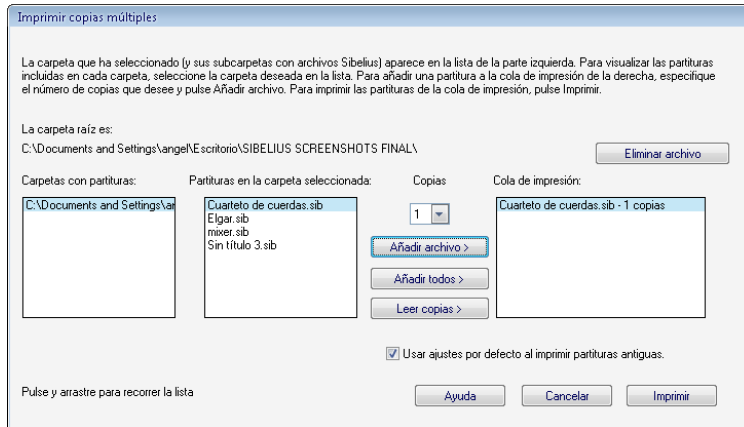 Imprimir copias múltiples
La carpeta que ha seleccionado (y sus subcarpetas con archivos Sibelius) aparece en la lista de la parte izquierda. Para visualizar las partituras
incluidas en cada carpeta, seleccione la carpeta deseada en la lista. Para añadir una partitura a la cola de impresión de la derecha, especifique
el número de copias que desee y pulse Añadir archivo. Para imprimir las partituras de la cola de impresión, pulse Imprimir.
La carpeta raíz es:
C:\Documents and Settings\angel\Escritorio\SIBELIUS SCREENSHOTS FINAL\
Eliminar archivo
Carpetas con partituras:
Partituras en la carpeta seleccionada:
Copias
Cola de impresión:
C:\Documents and Settings\ar
Cuarteto de cuerdas.sib
Elgar.sib
mixer.sib
Sin título 3.sib
1
Añadir archivo >
Añadir todos >
Leer copias >
Cuarteto de cuerdas.sib - 1 copias
Usar ajustes por defecto al imprimir partituras antiguas.
Pulse y arrastre para recorrer la lista
Ayuda
Cancelar
Imprimir